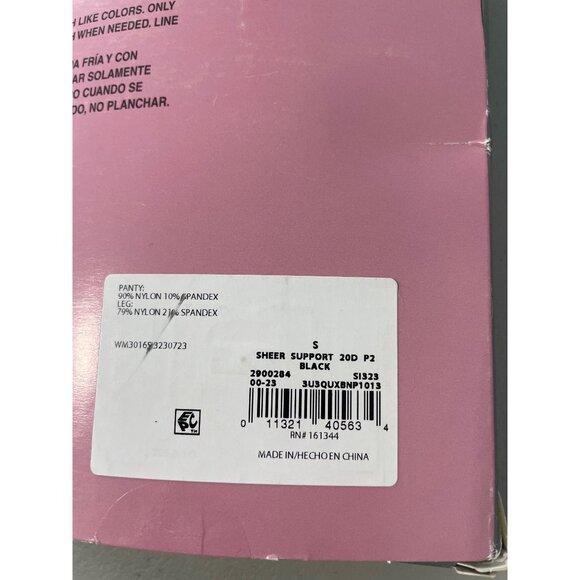 H LIKE COLORS. ONLY
H WHEN NEEDED. LINE
A FRÍA Y CON
AR SOLAMENTE
O CUANDO SE
DO, NO PLANCHAR.
PANTY:
90% NYLON 10% SPANDEX
LEG:
79% NYLON 21% SPANDEX
WM3016S3230723
S
SHEER SUPPORT 20D P2
BLACK
2900284 SI323
00-23 3U3QUXBNP1013
0 11321 40563 4
RN# 161344
MADE IN/HECHO EN CHINA